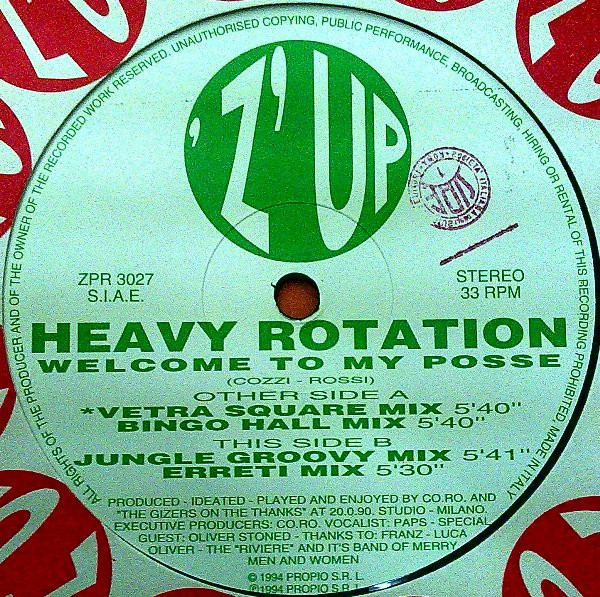 ALL RIGHTS OF THE PRODUCER AND OF THE OWNER OF THE RECORDED WORK RESERVED. UNAUTHORISED COPYING, PUBLIC PERFORMANCE, BROADCASTING, HIRING OR RENTAL OF THIS RECORDING PROHIBITED MADE IN ITALY
'Z' UP
ZPR 3027
S.I.A.E.
STEREO
33 RPM
HEAVY ROTATION
WELCOME TO MY POSSE
(COZZI - ROSSI)
OTHER SIDE A
*VETRA SQUARE MIX 5'40"
BINGO HALL MIX 5'40"
THIS SIDE B
JUNGLE GROOVY MIX 5'41"
ERRETI MIX 5'30"
PRODUCED - IDEATED - PLAYED AND ENJOYED BY CO.RO. AND
"THE GIZERS ON THE THANKS" AT 20.0.90. STUDIO - MILANO.
EXECUTIVE PRODUCERS: CO.RO. VOCALIST: PAPS - SPECIAL
GUEST: OLIVER STONED - THANKS TO: FRANZ - LUCA
OLIVER - THE "RIVIERE" AND IT'S BAND OF MERRY
MEN AND WOMEN
© 1994 PROPIO S.R.L.
℗1994 PROPIO S.R.L.